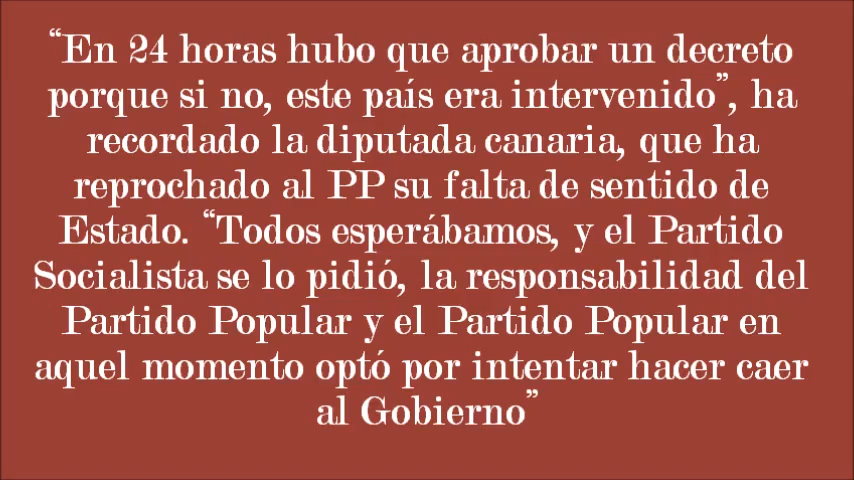 “En 24 horas hubo que aprobar un decreto
porque si no, este país era intervenido”, ha
recordado la diputada canaria, que ha
reprochado al PP su falta de sentido de
Estado. “Todos esperábamos, y el Partido
Socialista se lo pidió, la responsabilidad del
Partido Popular y el Partido Popular en
aquel momento optó por intentar hacer caer
al Gobierno”